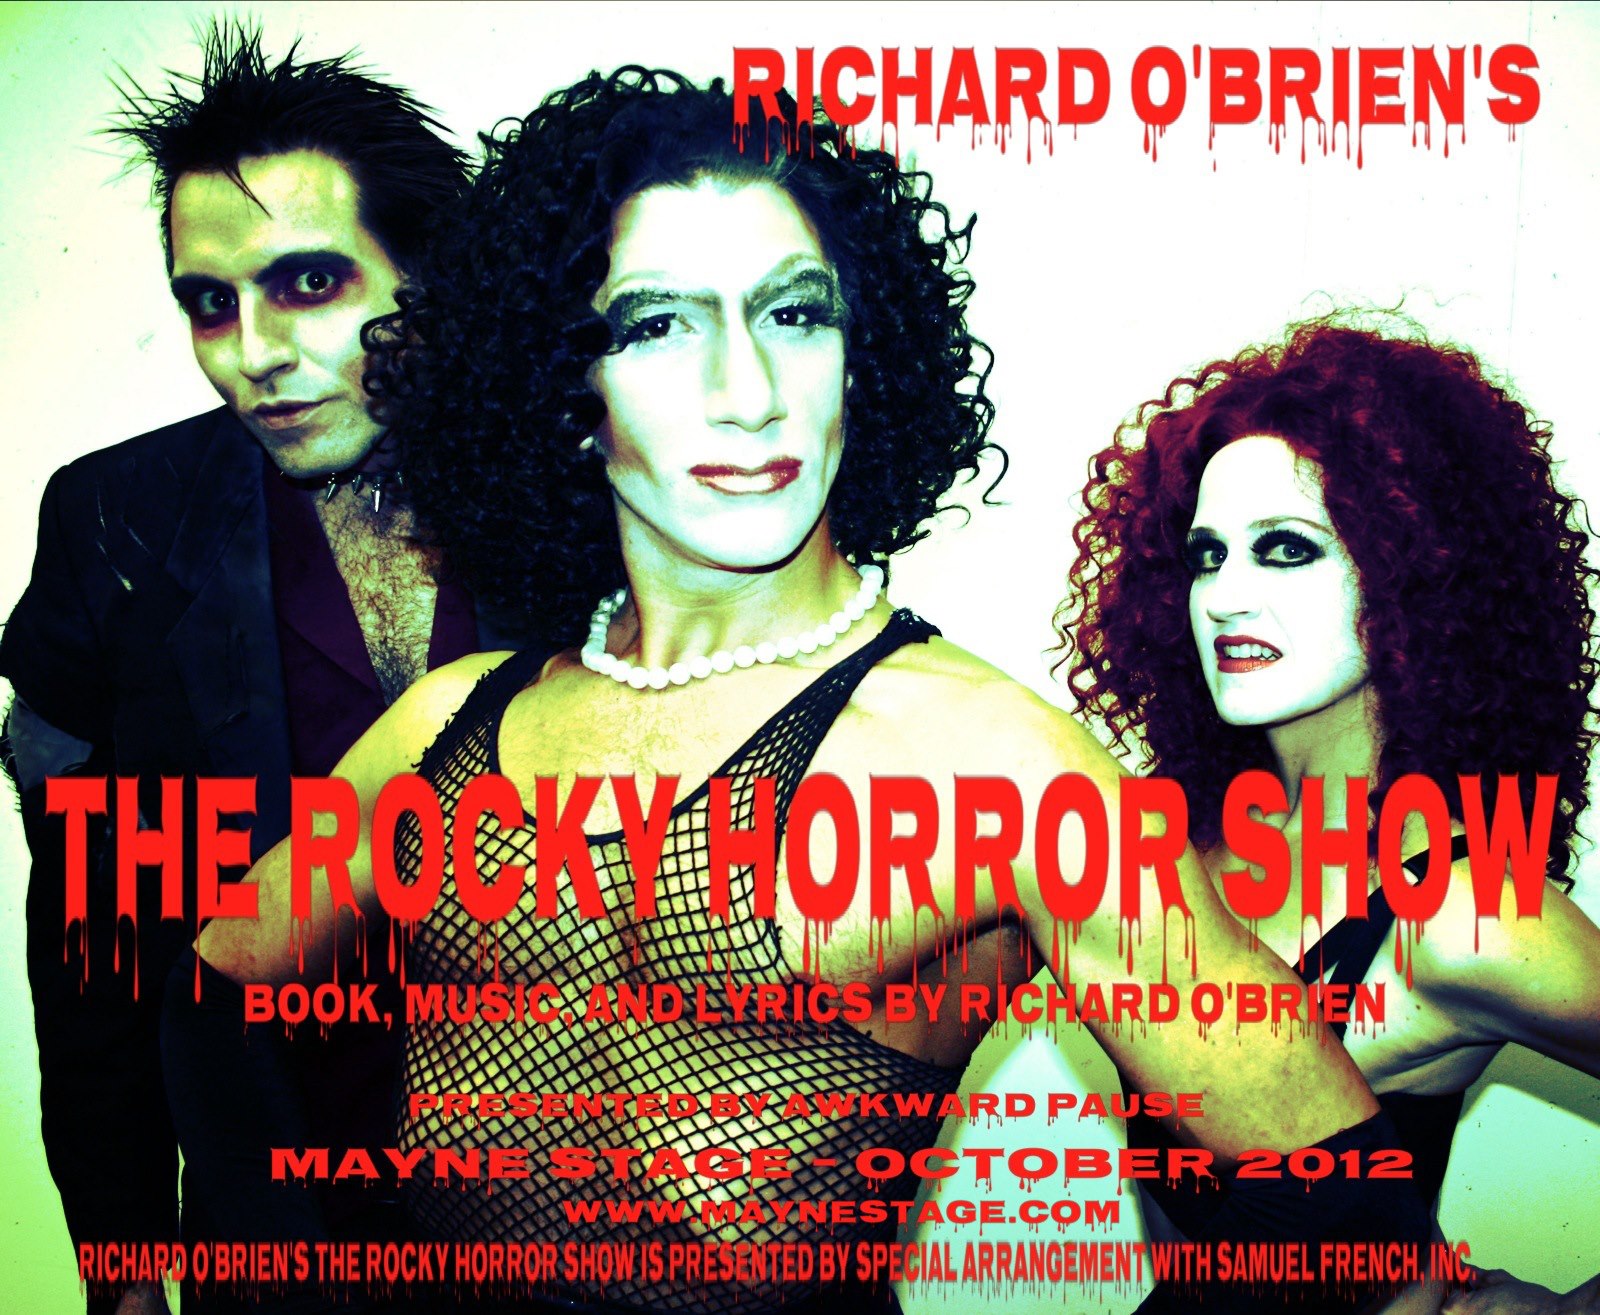 RICHARD O'BRIEN'S
THE ROCKY HORROR SHOW
BOOK, MUSIC, AND LYRICS BY RICHARD O'BRIEN
PRESENTED BY AWKWARD PAUSE
MAYNE STAGE - OCTOBER 2012
WWW.MAYNESTAGE.COM
RICHARD O'BRIEN'S THE ROCKY HORROR SHOW IS PRESENTED BY SPECIAL ARRANGEMENT WITH SAMUEL FRENCH, INC.